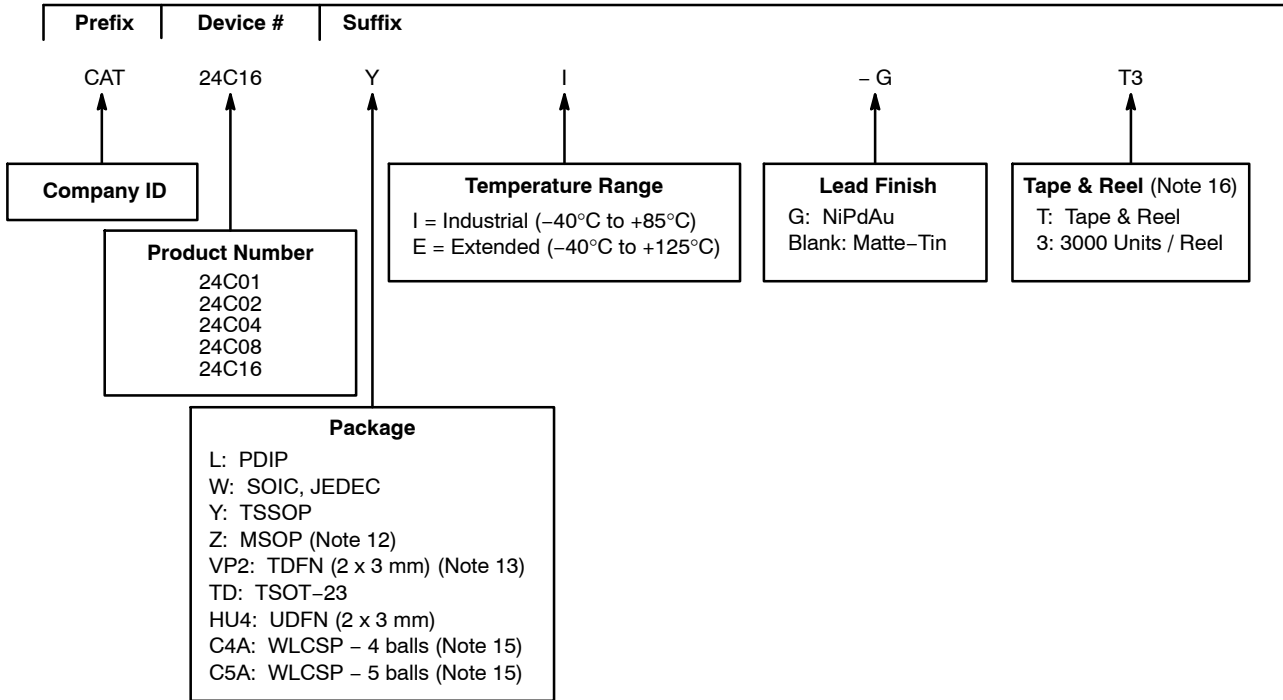 Prefix Device # Suffix
CAT 24C16 Y I – G T3
Company ID
Product Number
24C01
24C02
24C04
24C08
24C16
Package
L: PDIP
W: SOIC, JEDEC
Y: TSSOP
Z: MSOP (Note 12)
VP2: TDFN (2 x 3 mm) (Note 13)
TD: TSOT−23
HU4: UDFN (2 x 3 mm)
C4A: WLCSP – 4 balls (Note 15)
C5A: WLCSP – 5 balls (Note 15)
Temperature Range
I = Industrial (−40°C to +85°C)
E = Extended (−40°C to +125°C)
Lead Finish
G: NiPdAu
Blank: Matte−Tin
Tape & Reel (Note 16)
T: Tape & Reel
3: 3000 Units / Reel